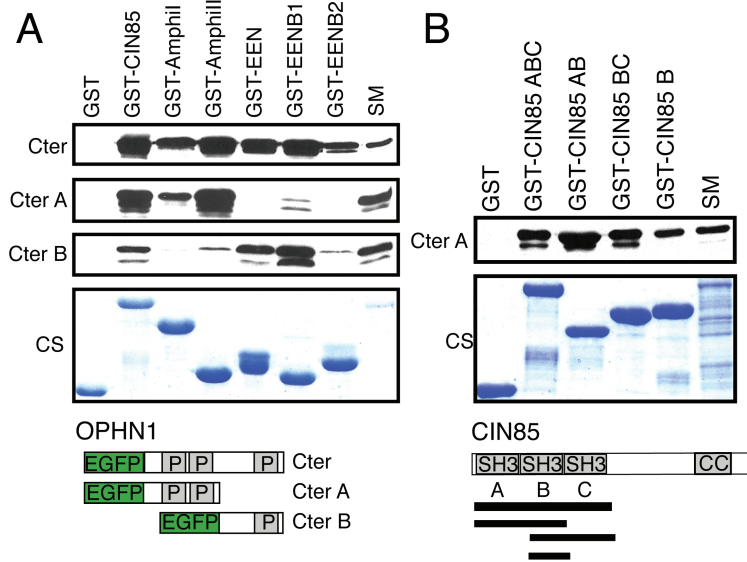 A
GST
GST-CIN85
GST-AmphiI
GST-AmphiII
GST-EEN
GST-EENB1
GST-EENB2
SM
Cter
Cter A
Cter B
CS
OPHN1
EGFP P P P Cter
EGFP P P Cter A
EGFP P Cter B
B
GST
GST-CIN85 ABC
GST-CIN85 AB
GST-CIN85 BC
GST-CIN85 B
SM
Cter A
CS
CIN85
SH3 SH3 SH3 CC
A B C